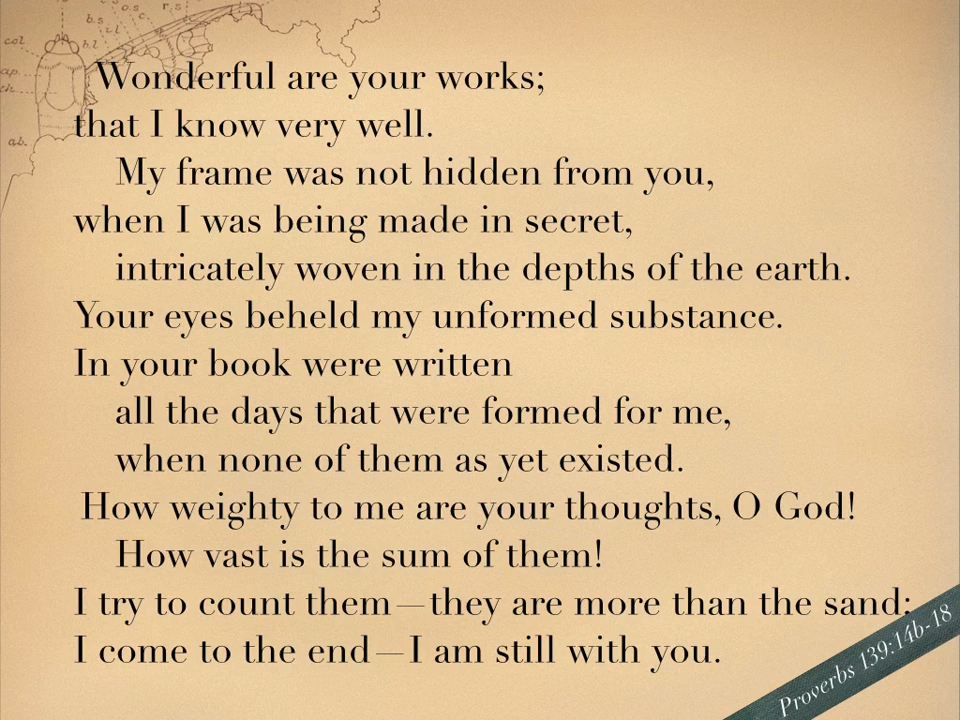 col
b.s
s.l
r.s.
b.l
ap.
ch.
ab.
Wonderful are your works;
that I know very well.
My frame was not hidden from you,
when I was being made in secret,
intricately woven in the depths of the earth.
Your eyes beheld my unformed substance.
In your book were written
all the days that were formed for me,
when none of them as yet existed.
How weighty to me are your thoughts, O God!
How vast is the sum of them!
I try to count them—they are more than the sand;
I come to the end—I am still with you.
Proverbs 139:14b-18